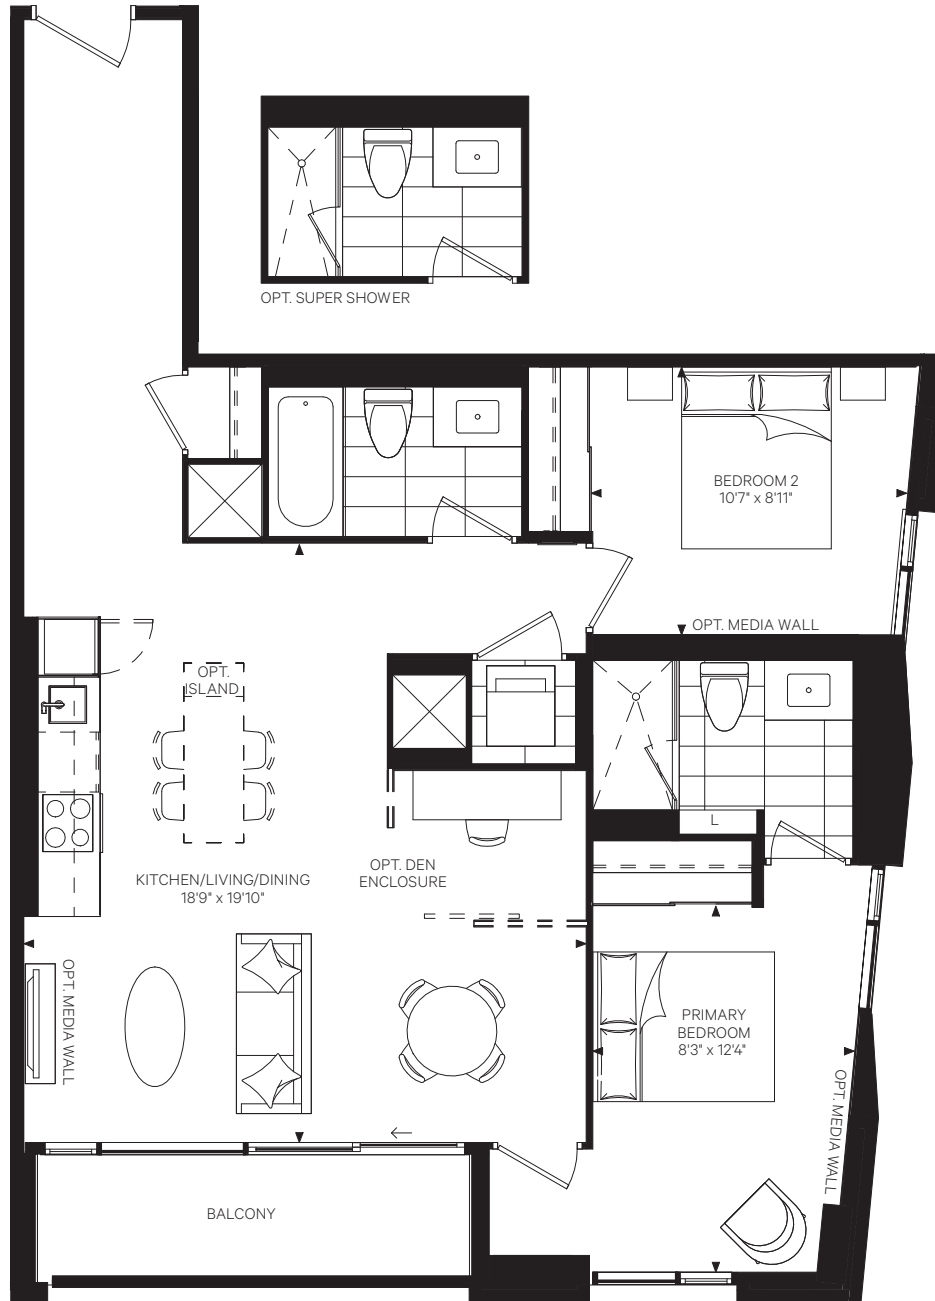 OPT. SUPER SHOWER
BEDROOM 2
10'7" x 8'11"
OPT. MEDIA WALL
OPT.
ISLAND
L
OPT. DEN
ENCLOSURE
KITCHEN/LIVING/DINING
18'9" x 19'10"
OPT. MEDIA WALL
PRIMARY
BEDROOM
8'3" x 12'4"
OPT. MEDIA WALL
BALCONY